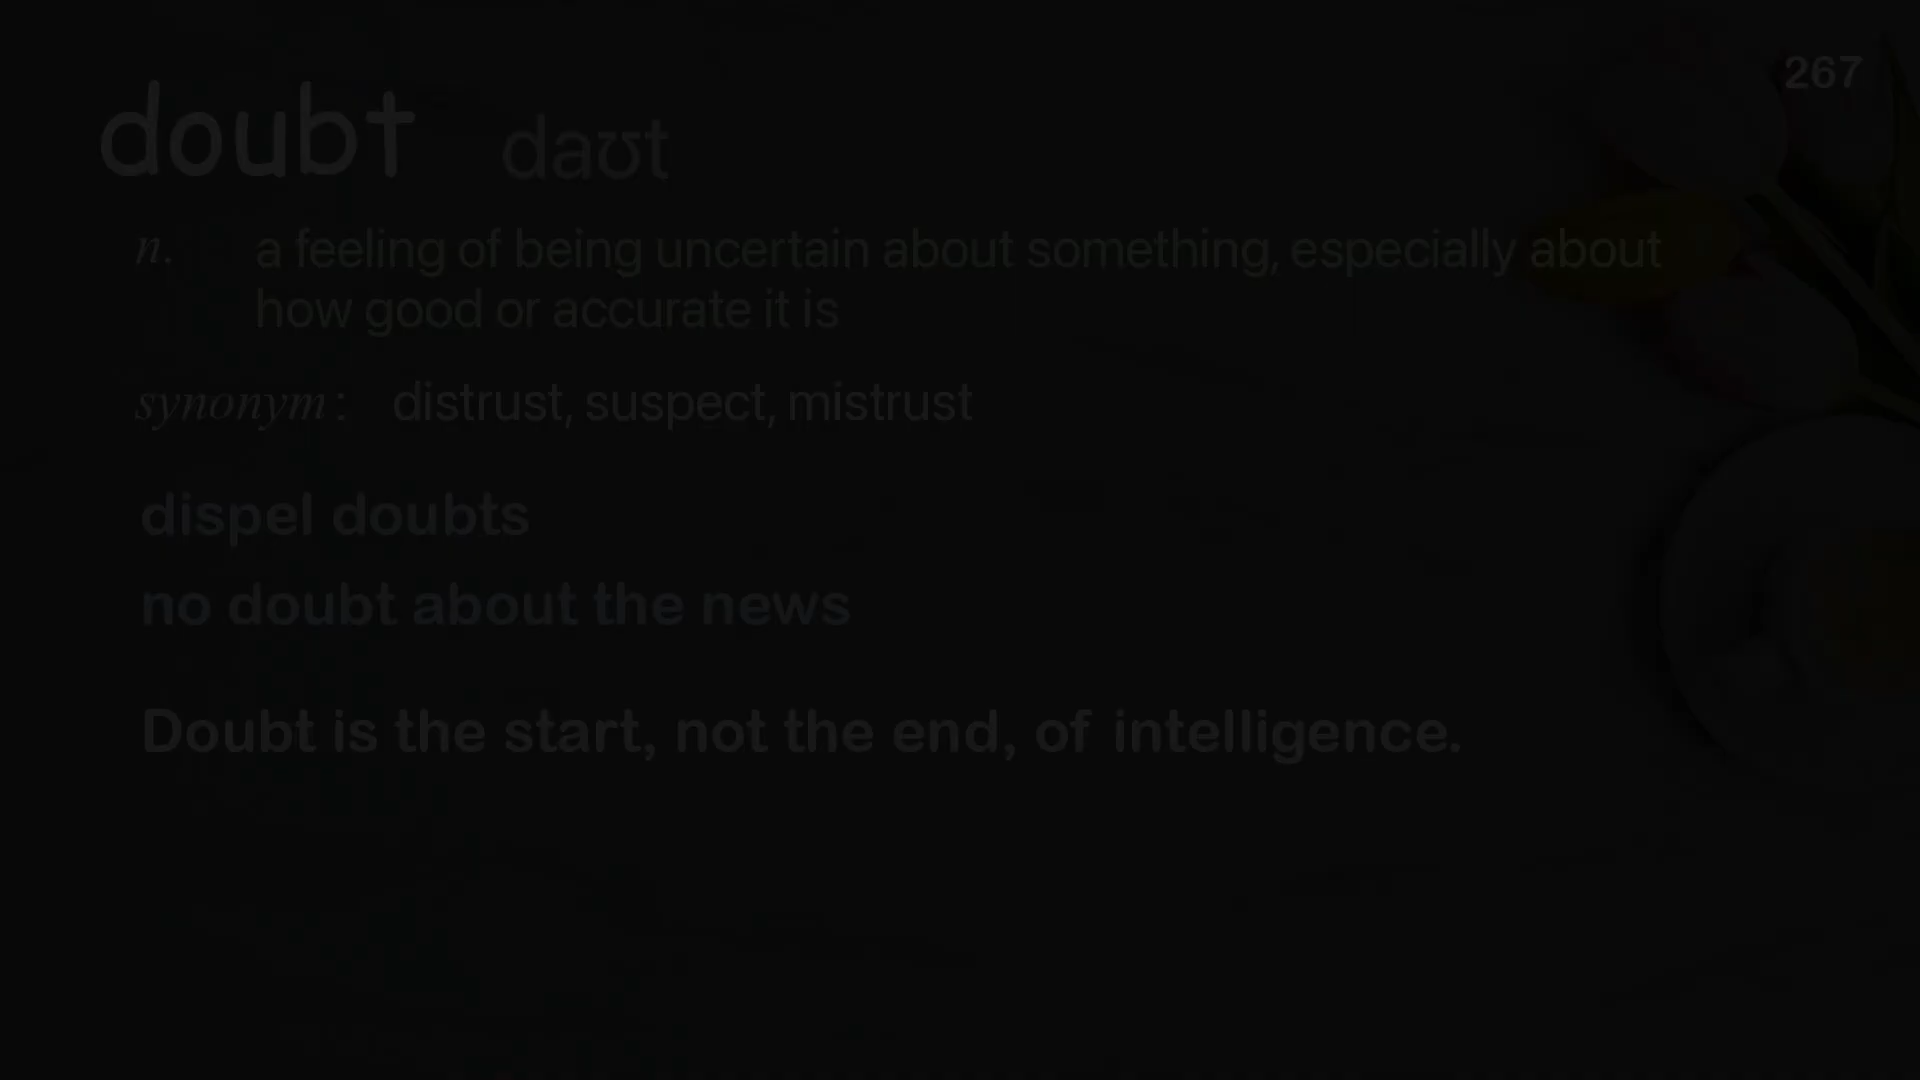 267
doubt daʊt
n. a feeling of being uncertain about something, especially about
how good or accurate it is
synonym: distrust, suspect, mistrust
dispel doubts
no doubt about the news
Doubt is the start, not the end, of intelligence.